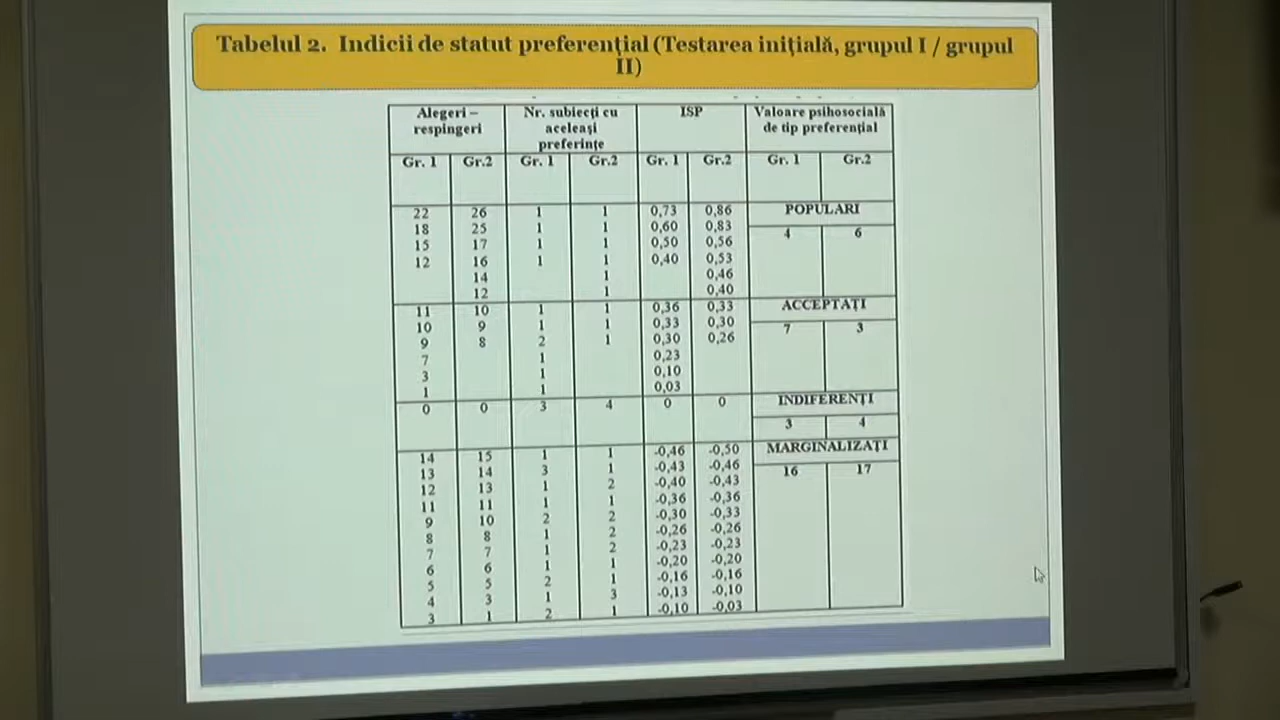 Tabelul 2. Indicii de statut preferenţial (Testarea iniţială, grupul I / grupul
II)
Alegeri – respingeri Nr. subiecţi cu aceleaşi preferinţe ISP Valoare psihosocială de tip preferenţial
Gr. 1 Gr.2 Gr. 1 Gr.2 Gr. 1 Gr.2 Gr. 1 Gr.2
22 26 1 1 0,73 0,86 POPULARI
18 25 1 1 0,60 0,83 4 6
15 17 1 1 0,50 0,56
12 16 1 1 0,40 0,53
14 1 0,46
12 1 0,40
11 10 1 1 0,36 0,33 ACCEPTAŢI
10 9 1 1 0,33 0,30 7 3
9 8 2 1 0,30 0,26
7 1 0,23
3 1 0,10
1 1 0,03
0 0 3 4 0 0 INDIFERENŢI
3 4
14 15 1 1 -0,46 -0,50 MARGINALIZAŢI
13 14 3 1 -0,43 -0,46 16 17
12 13 1 2 -0,40 -0,43
11 11 1 1 -0,36 -0,36
9 10 2 2 -0,30 -0,33
8 8 1 2 -0,26 -0,26
7 7 1 2 -0,23 -0,23
6 6 1 1 -0,20 -0,20
5 5 2 1 -0,16 -0,16
4 3 1 3 -0,13 -0,10
3 1 2 1 -0,10 -0,03